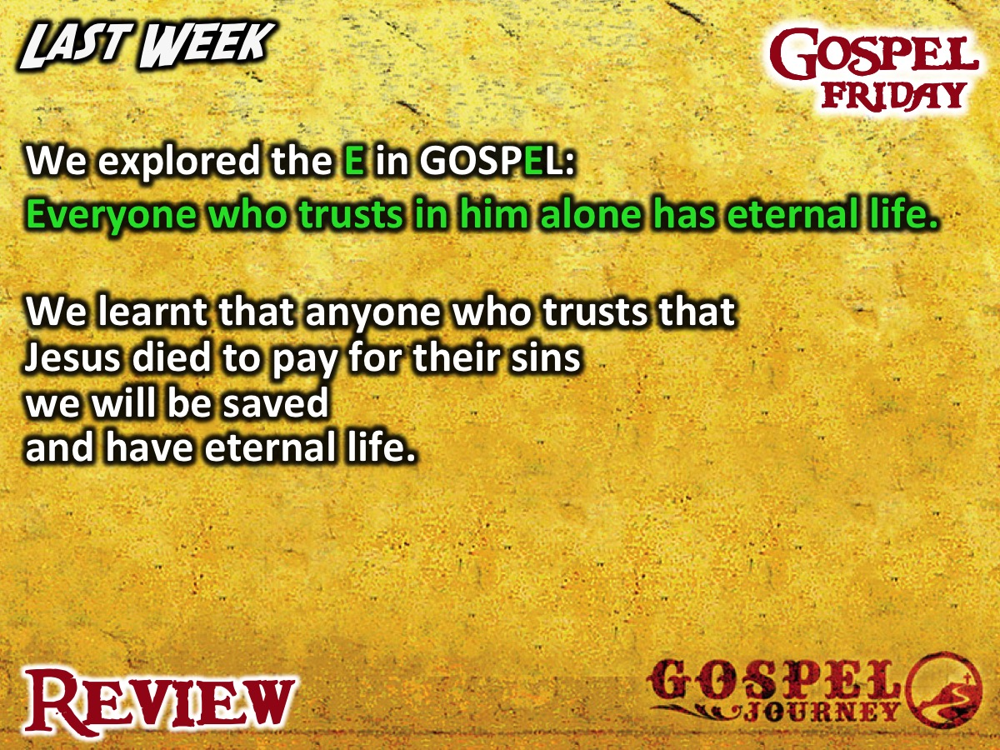 Last Week
Gospel
Friday
We explored the E in GOSPEL:
Everyone who trusts in him alone has eternal life.
We learnt that anyone who trusts that
Jesus died to pay for their sins
we will be saved
and have eternal life.
Review
GOSPEL
JOURNEY